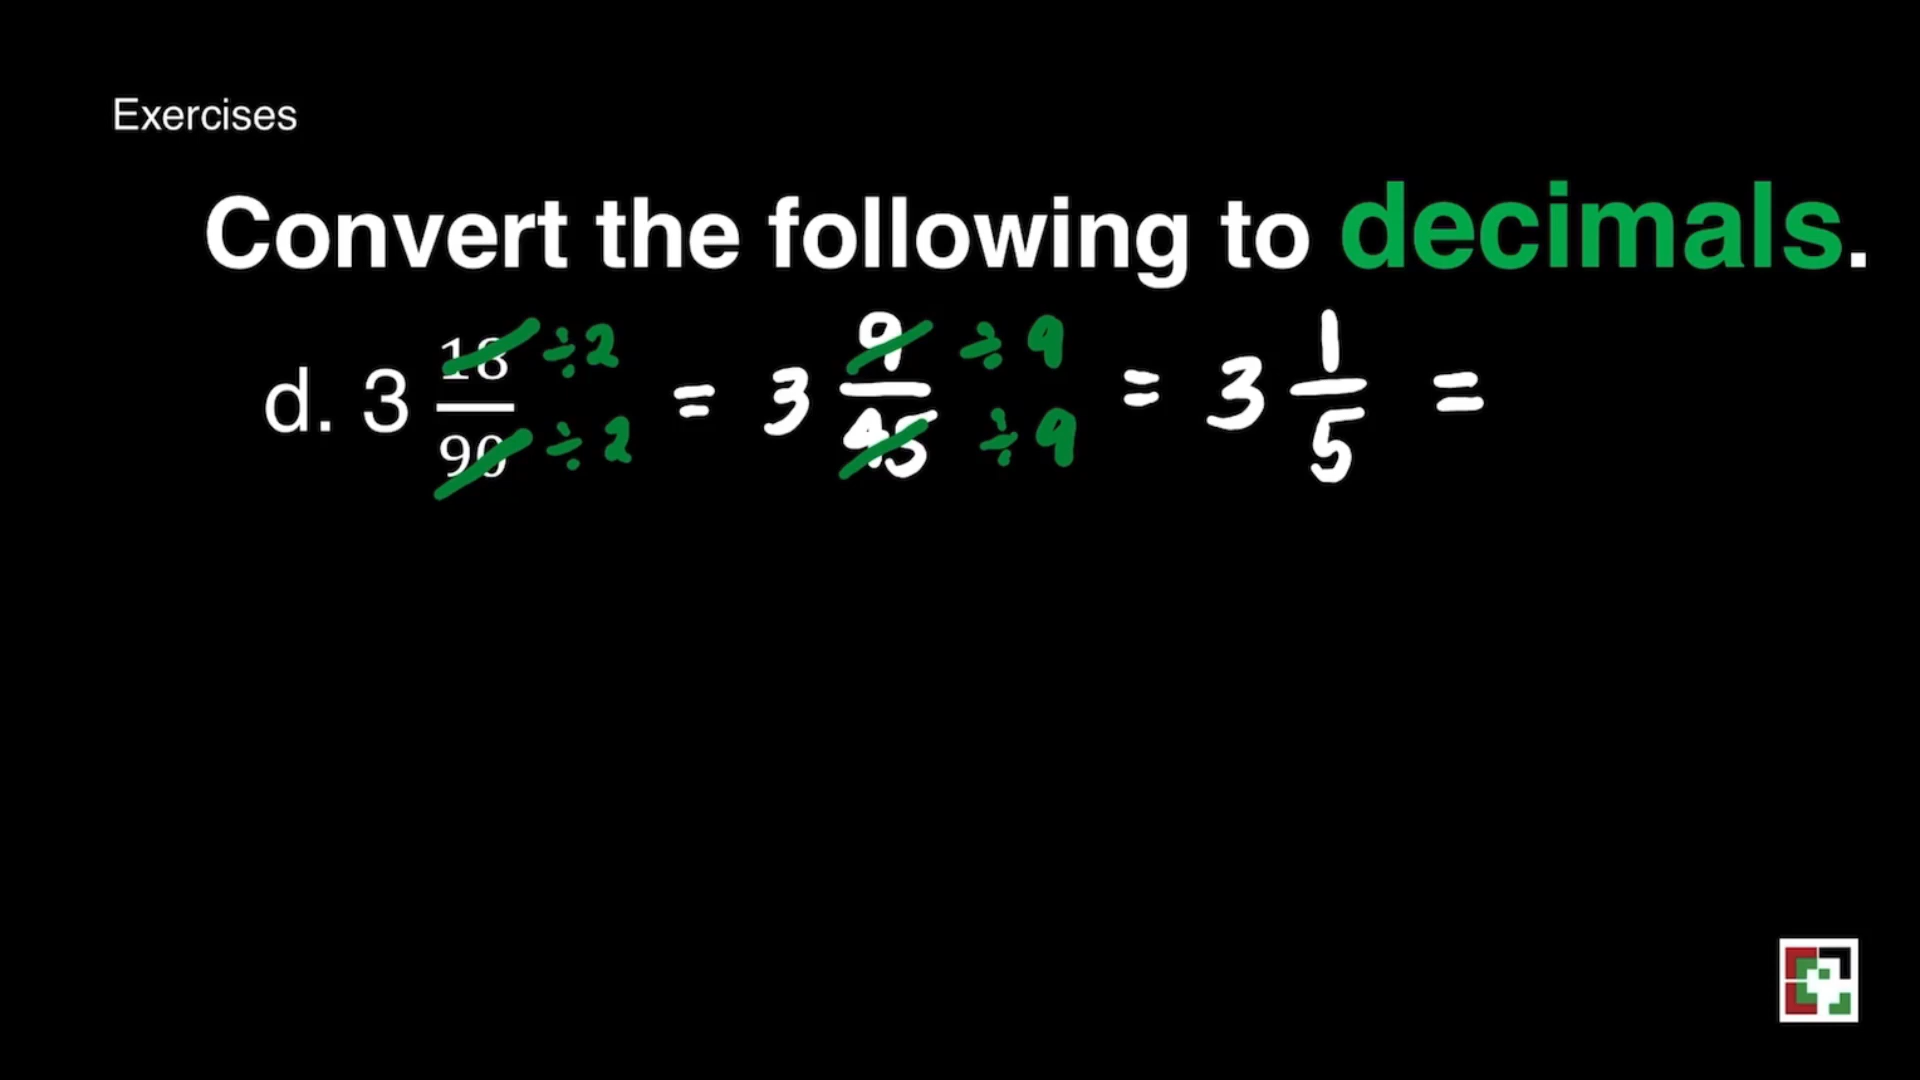 Exercises
Convert the following to decimals.
d. 3 18/90 ÷2 ÷2 = 3 9/45 ÷9 ÷9 = 3 1/5 =